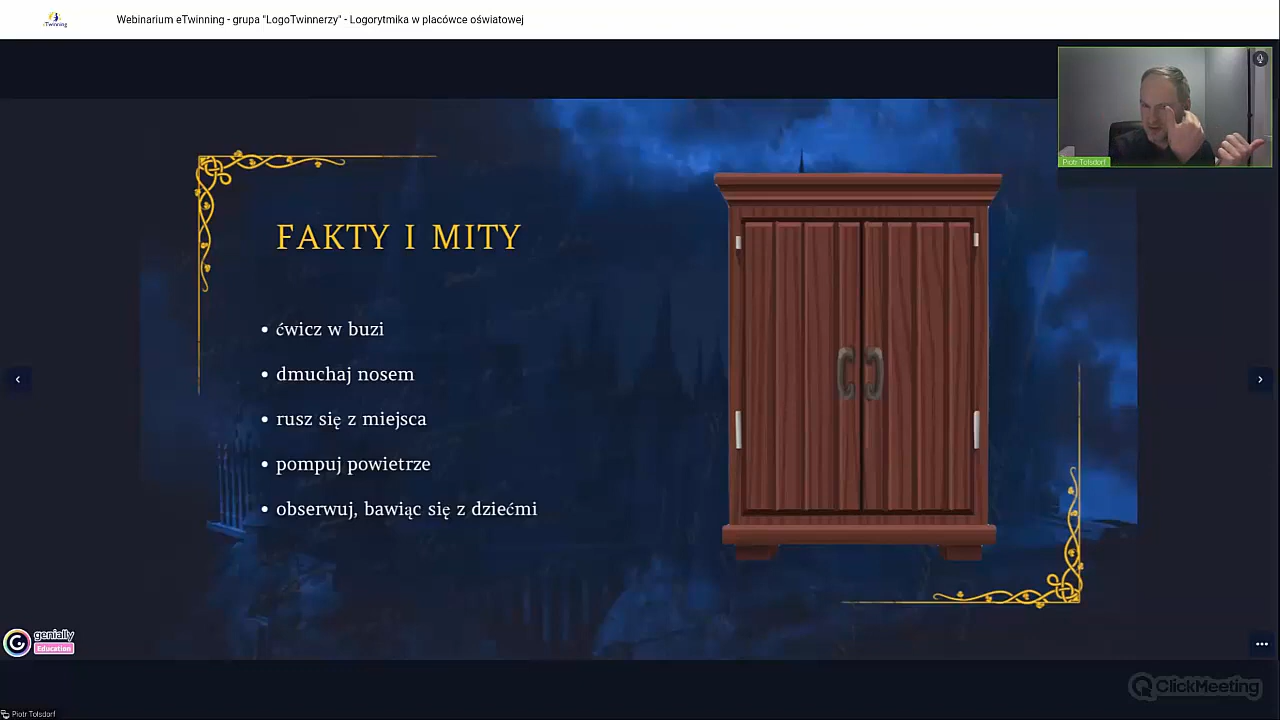 eTwinning
Webinarium eTwinning - grupa "LogoTwinnerzy" - Logorytmika w placówce oświatowej
Piotr Tolsdorf
FAKTY I MITY
• ćwicz w buzi
• dmuchaj nosem
• rusz się z miejsca
• pompuj powietrze
• obserwuj, bawiąc się z dziećmi
genially
Education
ClickMeeting
Piotr Tolsdorf